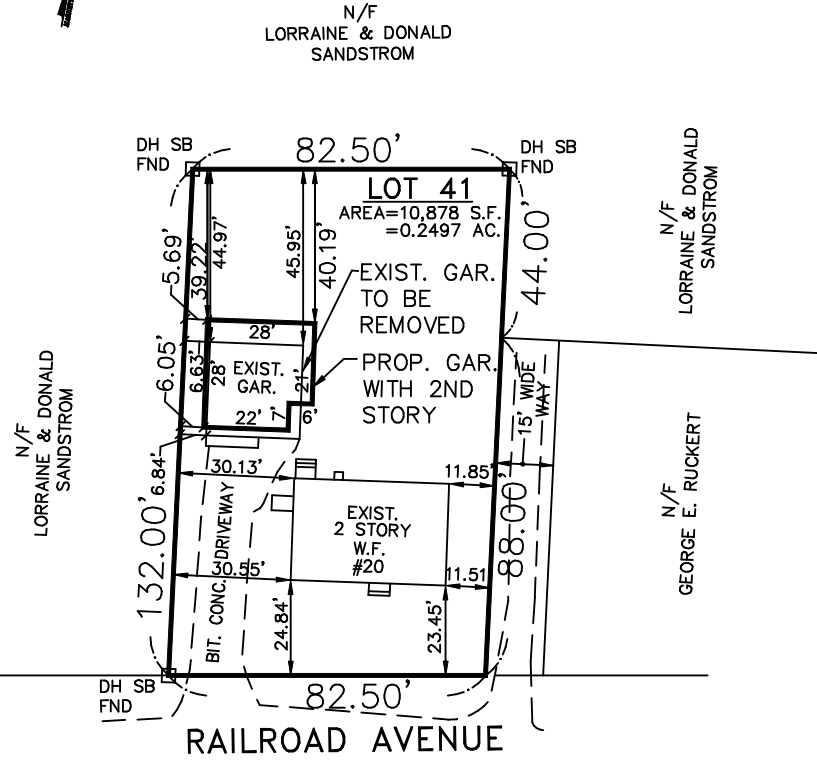 N/F
LORRAINE & DONALD
SANDSTROM
DH SB
FND
82.50'
DH SB
FND
LOT 41
AREA=10,878 S.F.
=0.2497 AC.
N/F
LORRAINE & DONALD
SANDSTROM
44.00'
5.69'
39.22'
44.97'
45.95'
40.19'
EXIST. GAR.
TO BE
REMOVED
28'
6.05'
6.63'
28'
EXIST.
GAR.
21'
PROP. GAR.
WITH 2ND
STORY
15' WIDE
WAY
22'
7'
6'
N/F
LORRAINE & DONALD
SANDSTROM
6.84'
30.13'
11.85'
132.00'
88.00'
N/F
GEORGE E. RUCKERT
EXIST.
2 STORY
W.F.
#20
BIT. CONC. DRIVEWAY
30.55'
11.51
24.84'
23.45'
DH SB
FND
82.50'
RAILROAD AVENUE